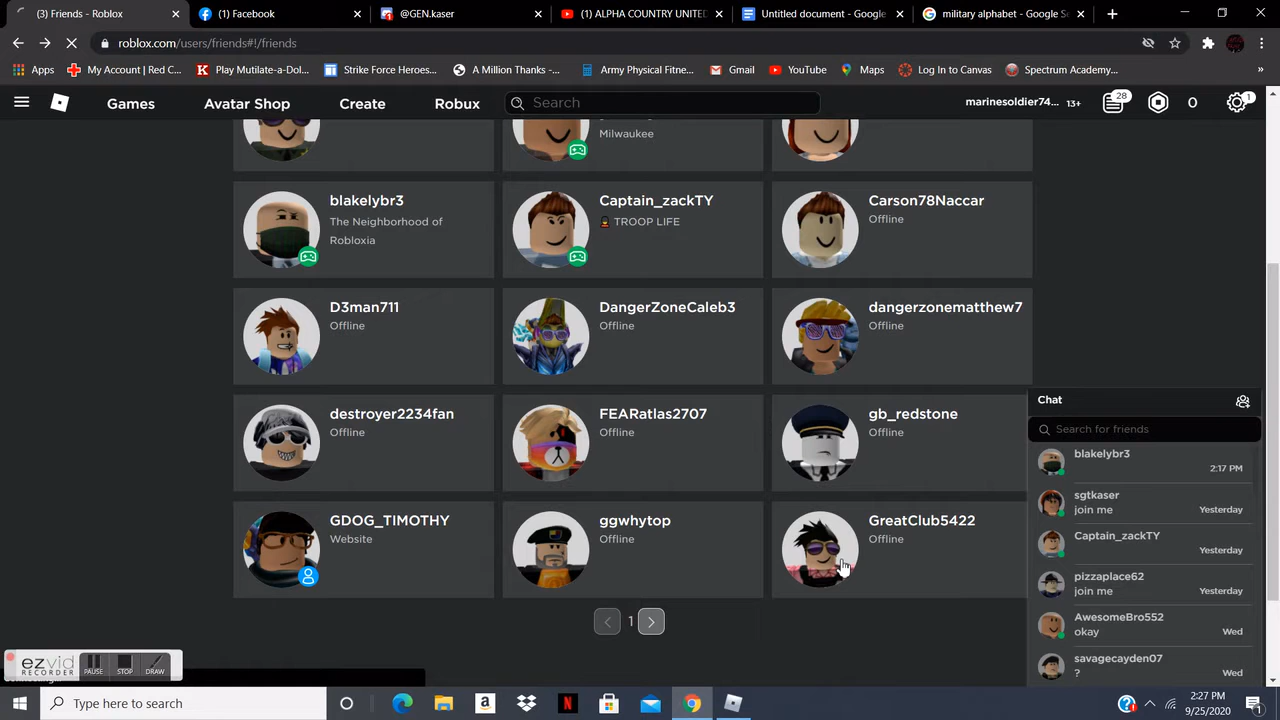 (3) Friends - Roblox
(1) Facebook
@GEN.kaser
(1) ALPHA COUNTRY UNITED
Untitled document - Google
military alphabet - Google Se
roblox.com/users/friends#!/friends
Apps
My Account | Red C...
Play Mutilate-a-Dol...
Strike Force Heroes...
A Million Thanks -...
Army Physical Fitne...
Gmail
YouTube
Maps
Log In to Canvas
Spectrum Academy...
»
Games
Avatar Shop
Create
Robux
Search
marinesoldier74...
13+
28
0
1
Milwaukee
blakelybr3
The Neighborhood of
Robloxia
Captain_zackTY
TROOP LIFE
Carson78Naccar
Offline
D3man711
Offline
DangerZoneCaleb3
Offline
dangerzonematthew7
Offline
destroyer2234fan
Offline
FEARatlas2707
Offline
gb_redstone
Offline
GDOG_TIMOTHY
Website
ggwhytop
Offline
GreatClub5422
Offline
1
Chat
Search for friends
blakelybr3
2:17 PM
sgtkaser
join me
Yesterday
Captain_zackTY
Yesterday
pizzaplace62
join me
Yesterday
AwesomeBro552
okay
Wed
savagecayden07
?
Wed
ezvid
RECORDER
PAUSE
STOP
DRAW
Type here to search
2:27 PM
9/25/2020
1